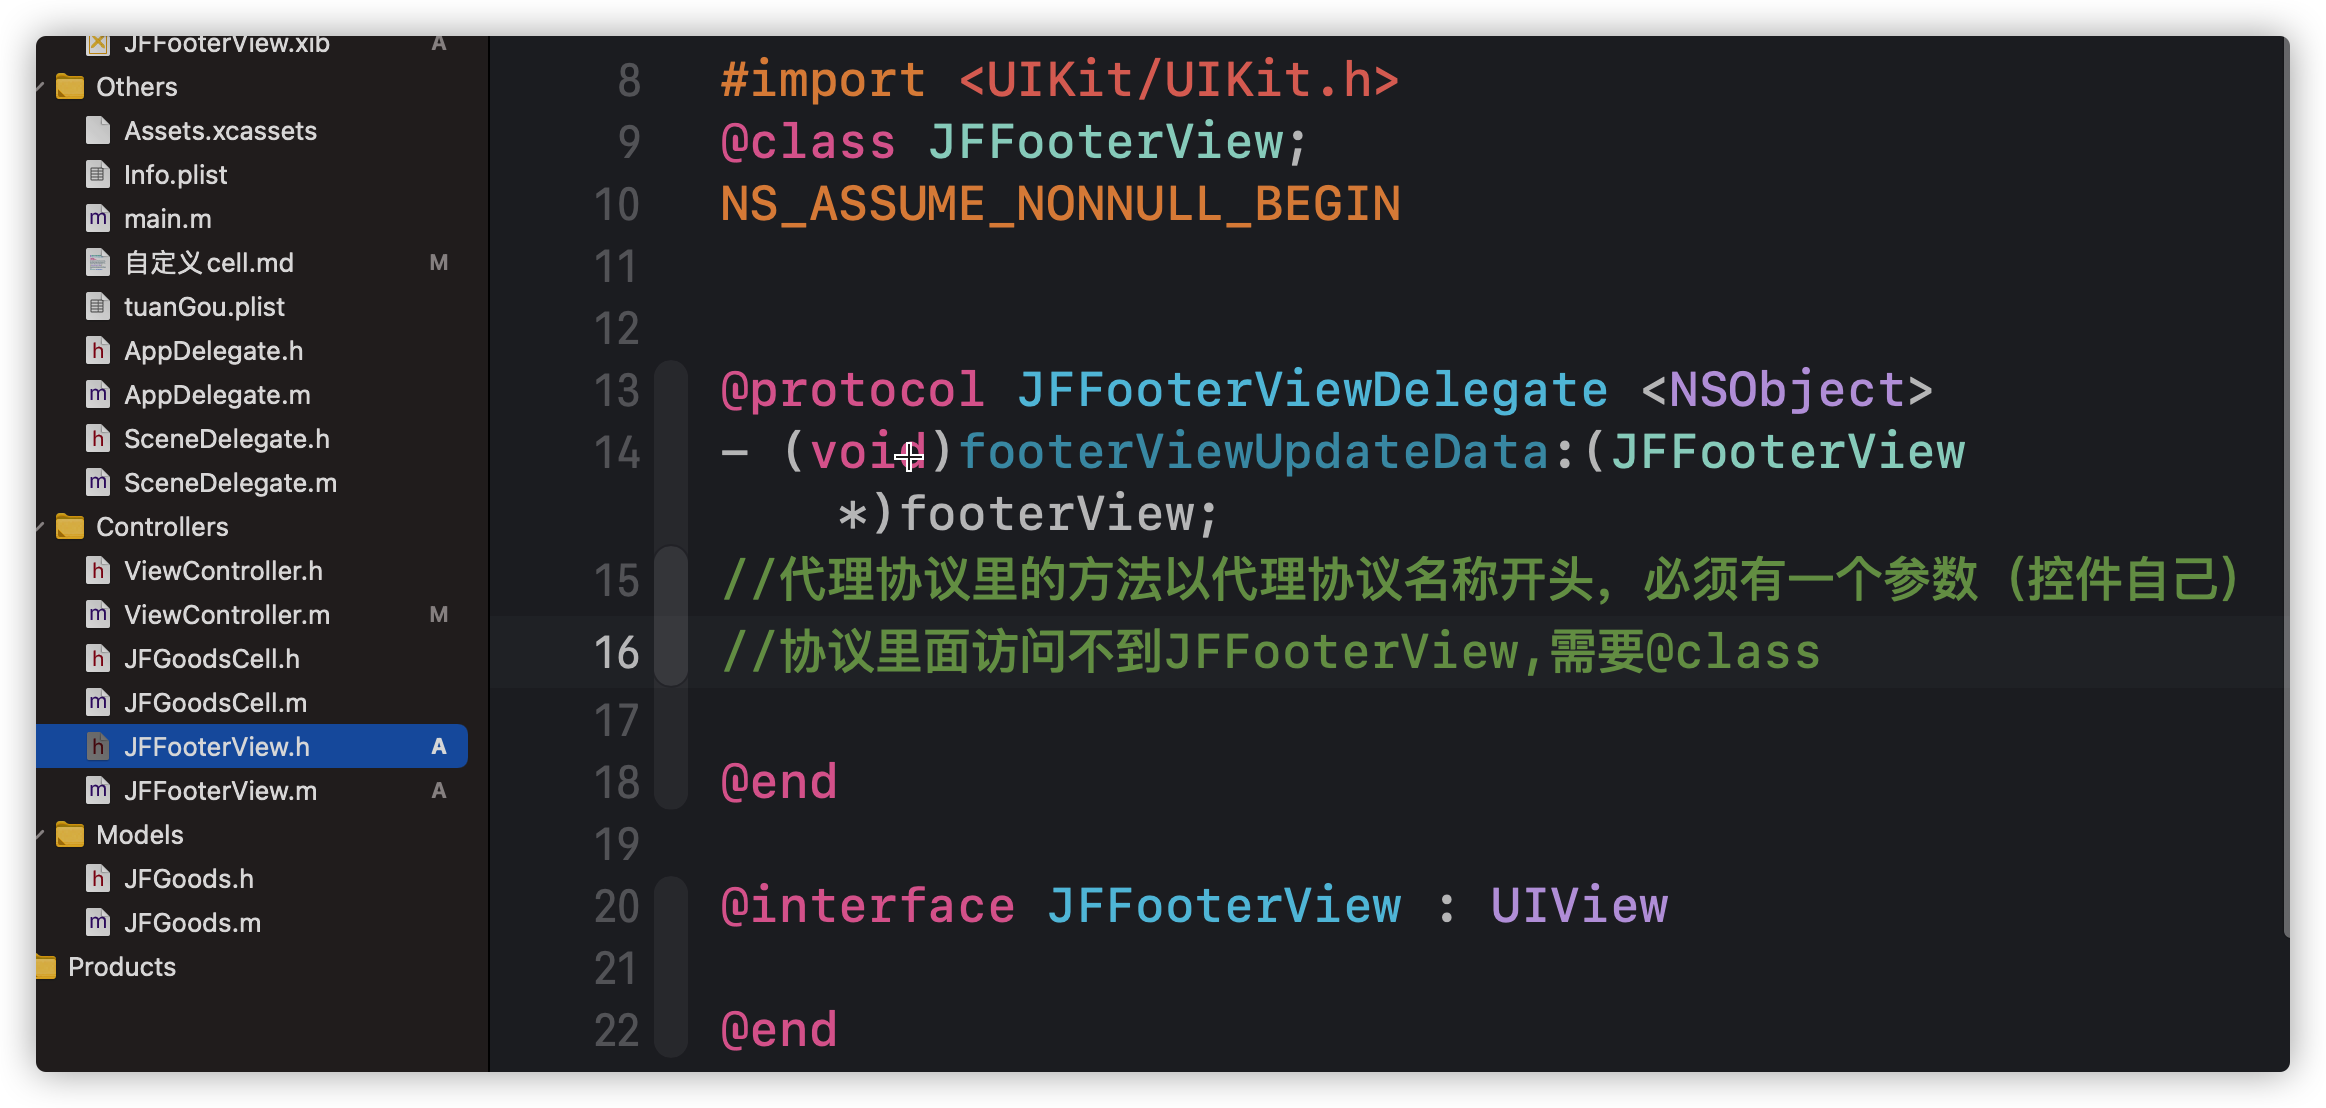 JFFooterView.xib A
Others
Assets.xcassets
Info.plist
main.m
自定义cell.md M
tuanGou.plist
AppDelegate.h
AppDelegate.m
SceneDelegate.h
SceneDelegate.m
Controllers
ViewController.h
ViewController.m M
JFGoodsCell.h
JFGoodsCell.m
JFFooterView.h A
JFFooterView.m A
Models
JFGoods.h
JFGoods.m
Products
8 #import <UIKit/UIKit.h>
9 @class JFFooterView;
10 NS_ASSUME_NONNULL_BEGIN
11
12
13 @protocol JFFooterViewDelegate <NSObject>
14 - (void)footerViewUpdateData:(JFFooterView
*)footerView;
15 //代理协议里的方法以代理协议名称开头，必须有一个参数（控件自己）
16 //协议里面访问不到JFFooterView,需要@class
17
18 @end
19
20 @interface JFFooterView : UIView
21
22 @end